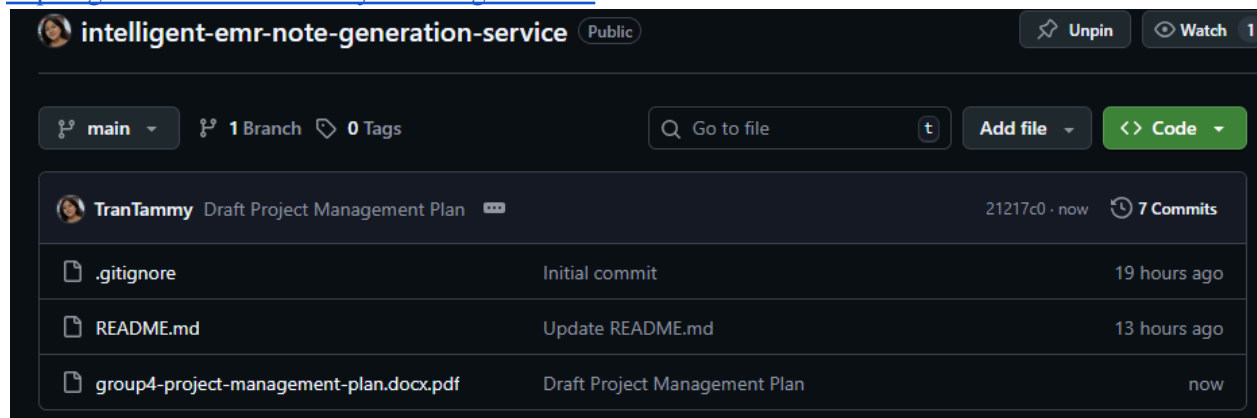 intelligent-emr-note-generation-service Public Unpin Watch 1
main 1 Branch 0 Tags Go to file t Add file Code
TranTammy Draft Project Management Plan 21217c0 · now 7 Commits
.gitignore Initial commit 19 hours ago
README.md Update README.md 13 hours ago
group4-project-management-plan.docx.pdf Draft Project Management Plan now